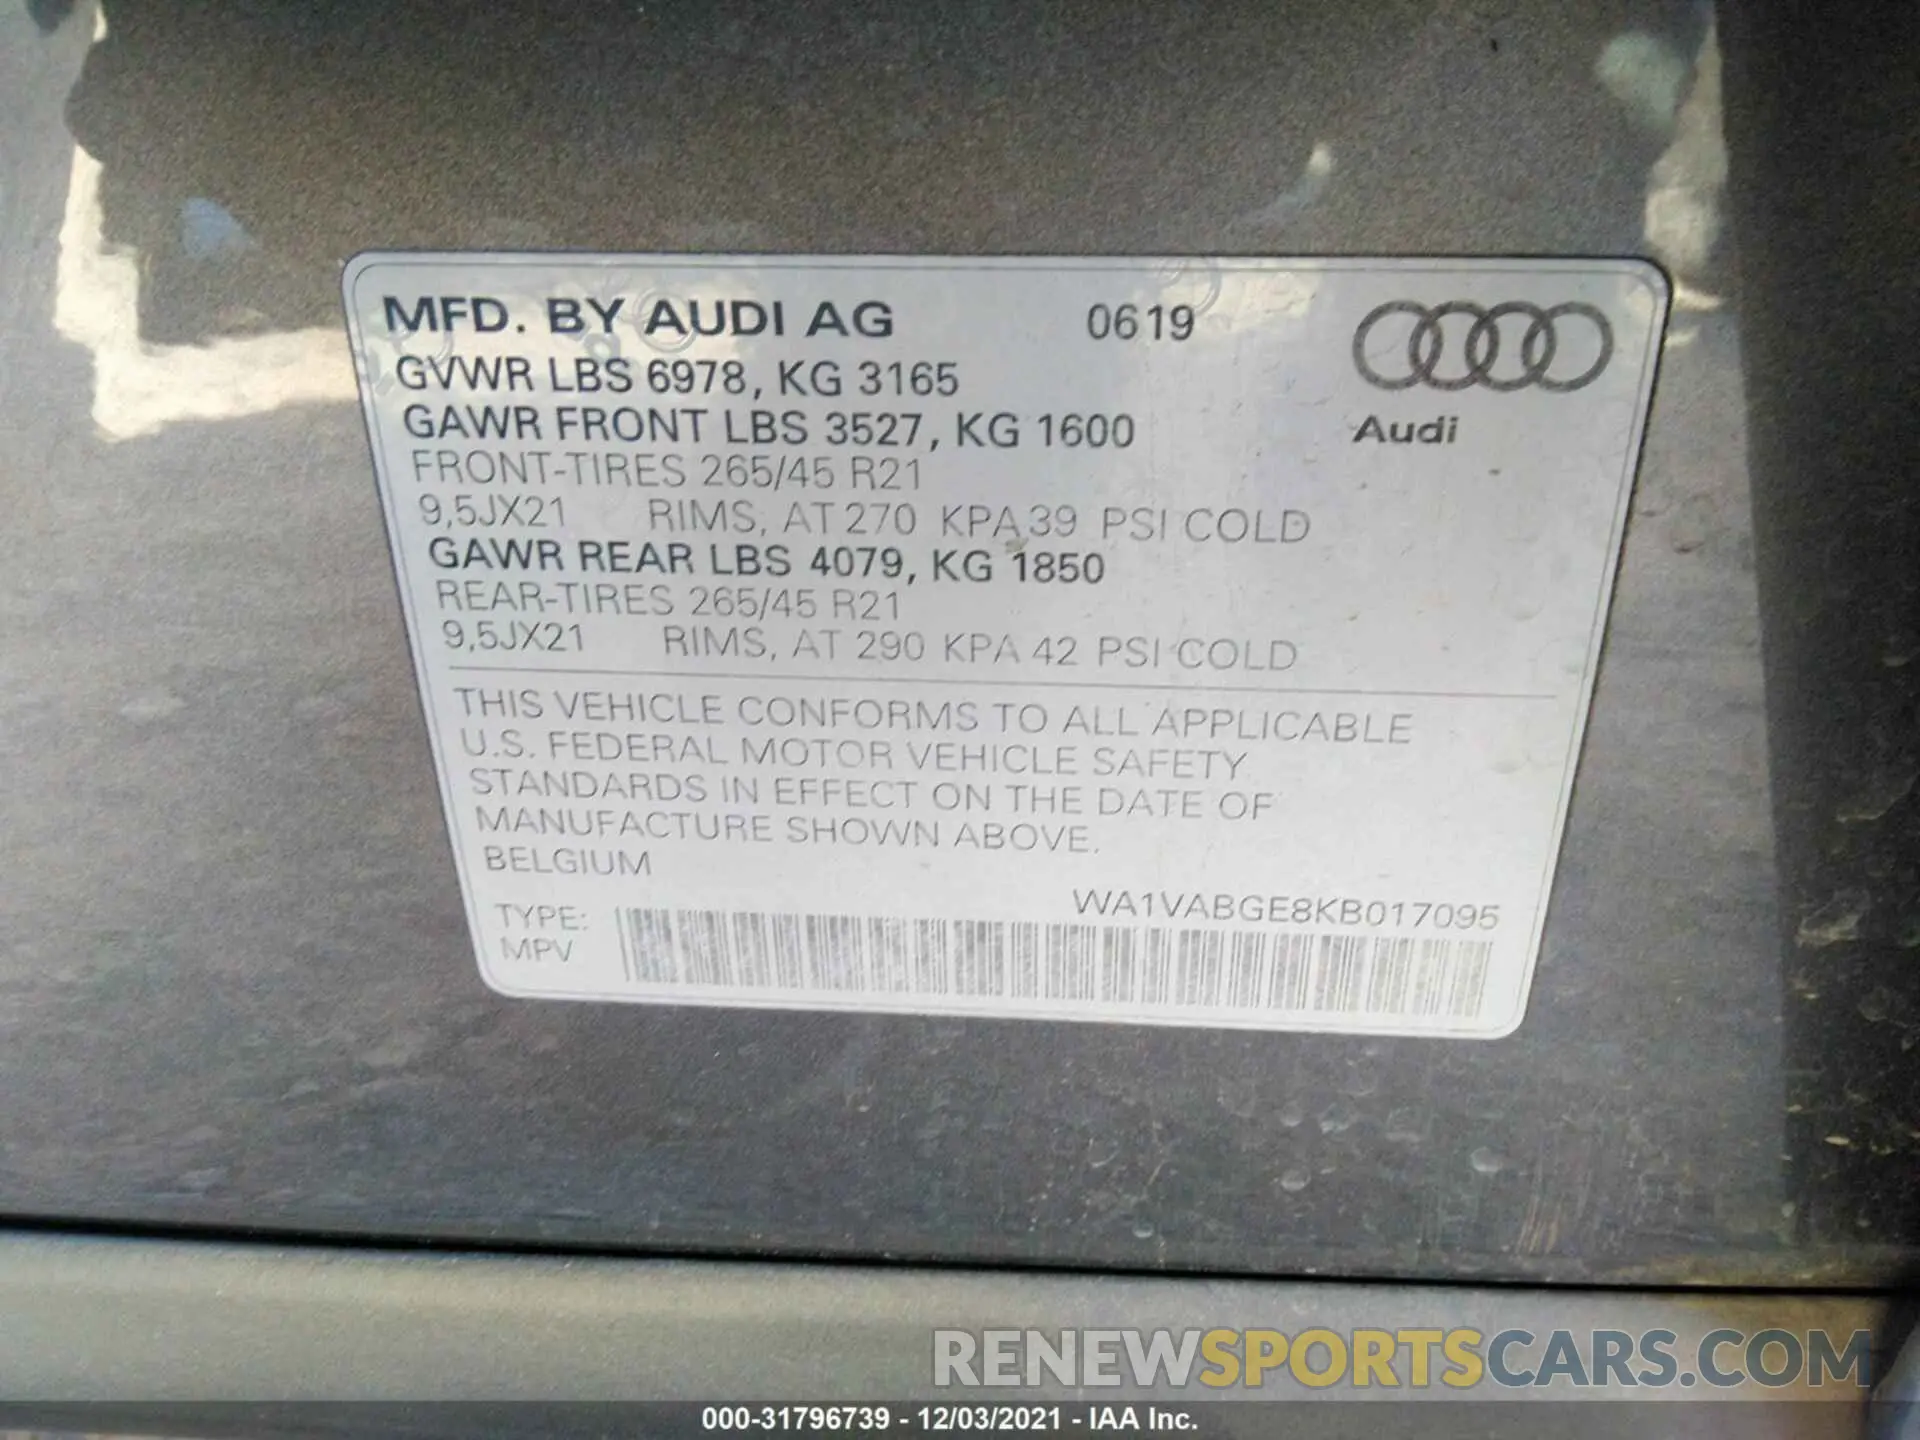 MFD. BY AUDI AG 0619
GVWR LBS 6978, KG 3165
GAWR FRONT LBS 3527, KG 1600
Audi
FRONT-TIRES 265/45 R21
9,5JX21 RIMS, AT 270 KPA 39 PSI COLD
GAWR REAR LBS 4079, KG 1850
REAR-TIRES 265/45 R21
9,5JX21 RIMS, AT 290 KPA 42 PSI COLD
THIS VEHICLE CONFORMS TO ALL APPLICABLE
U.S. FEDERAL MOTOR VEHICLE SAFETY
STANDARDS IN EFFECT ON THE DATE OF
MANUFACTURE SHOWN ABOVE.
BELGIUM
WA1VABGE8KB017095
TYPE:
MPV
RENEWSPORTSCARS.COM
000-31796739 - 12/03/2021 - IAA Inc.